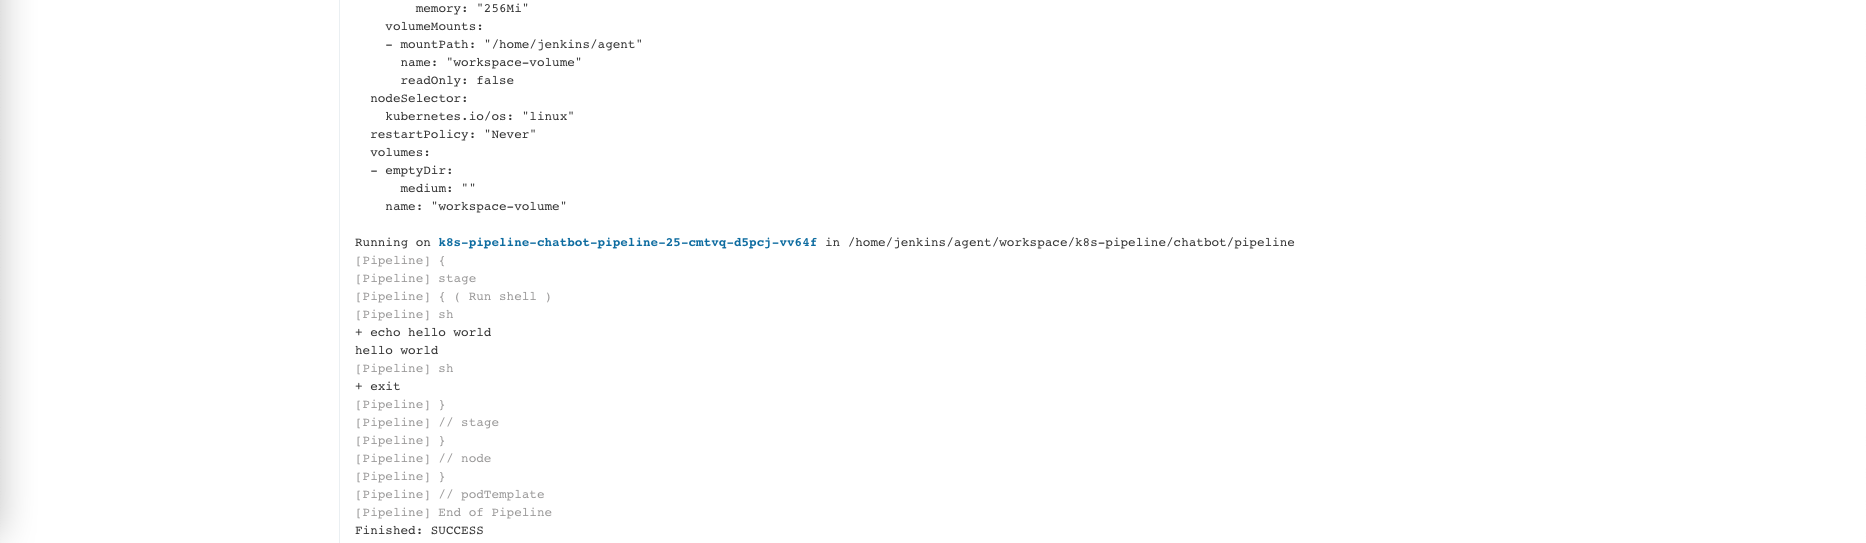 memory: "256Mi"
volumeMounts:
- mountPath: "/home/jenkins/agent"
name: "workspace-volume"
readOnly: false
nodeSelector:
kubernetes.io/os: "linux"
restartPolicy: "Never"
volumes:
- emptyDir:
medium: ""
name: "workspace-volume"
Running on k8s-pipeline-chatbot-pipeline-25-cmtvq-d5pcj-vv64f in /home/jenkins/agent/workspace/k8s-pipeline/chatbot/pipeline
[Pipeline] {
[Pipeline] stage
[Pipeline] { ( Run shell )
[Pipeline] sh
+ echo hello world
hello world
[Pipeline] sh
+ exit
[Pipeline] }
[Pipeline] // stage
[Pipeline] }
[Pipeline] // node
[Pipeline] }
[Pipeline] // podTemplate
[Pipeline] End of Pipeline
Finished: SUCCESS